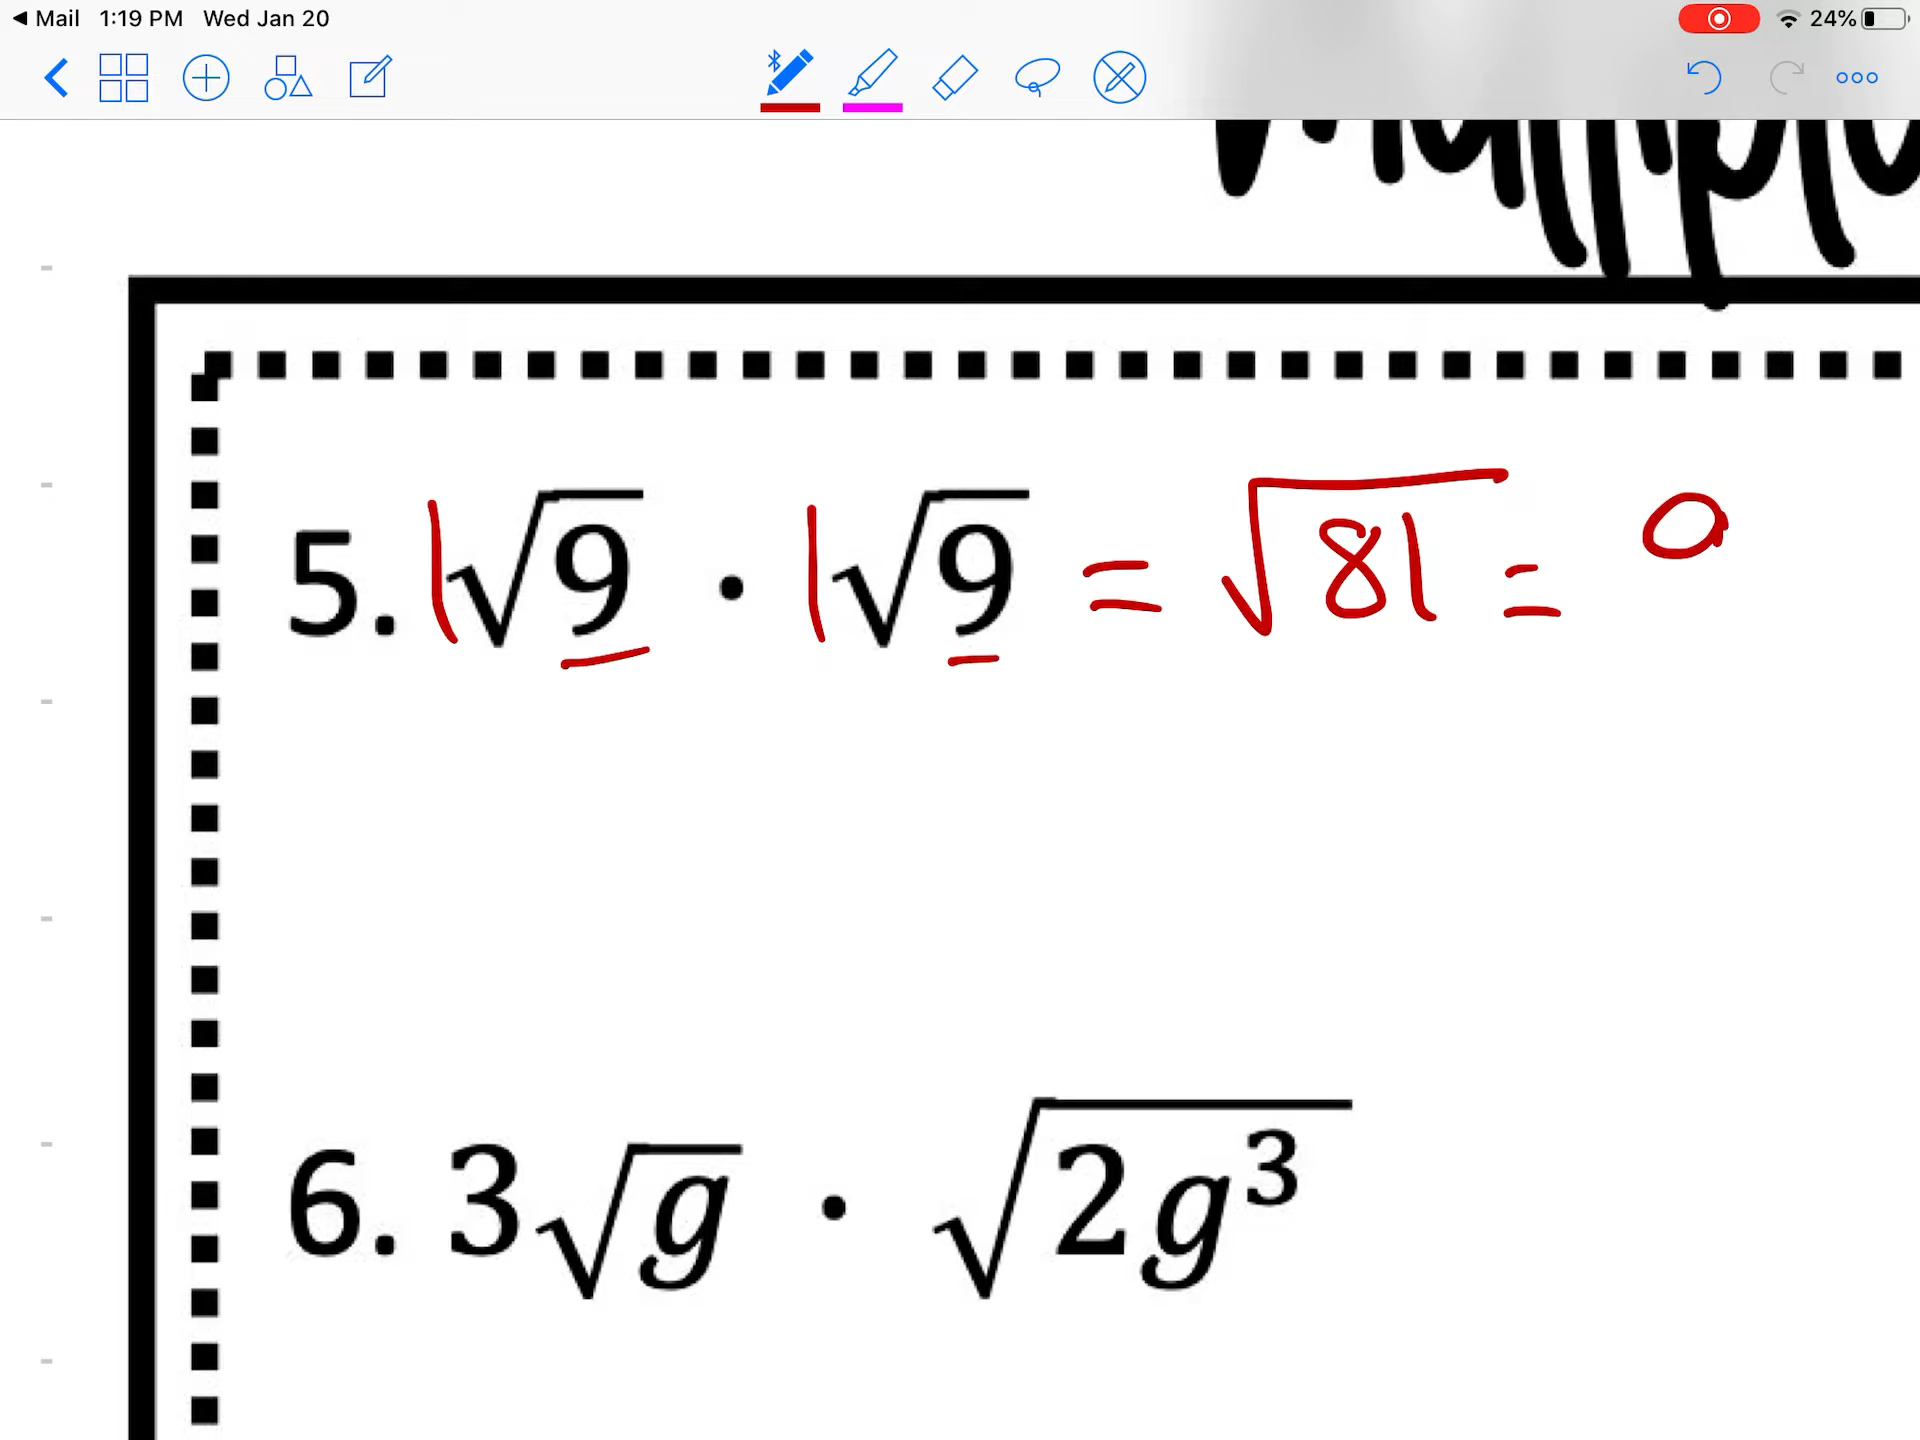 Mail 1:19 PM Wed Jan 20 24%
5. 1√9 · 1√9 = √81 =
6. 3√g · √2g³